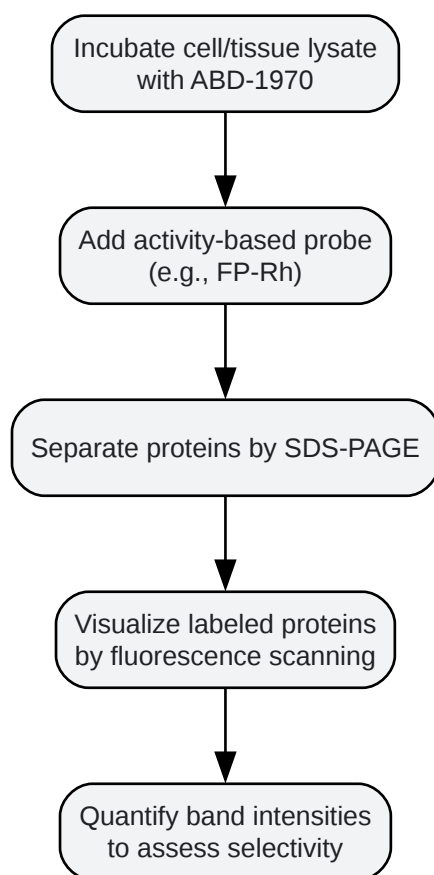 Incubate cell/tissue lysate
with ABD-1970
Add activity-based probe
(e.g., FP-Rh)
Separate proteins by SDS-PAGE
Visualize labeled proteins
by fluorescence scanning
Quantify band intensities
to assess selectivity